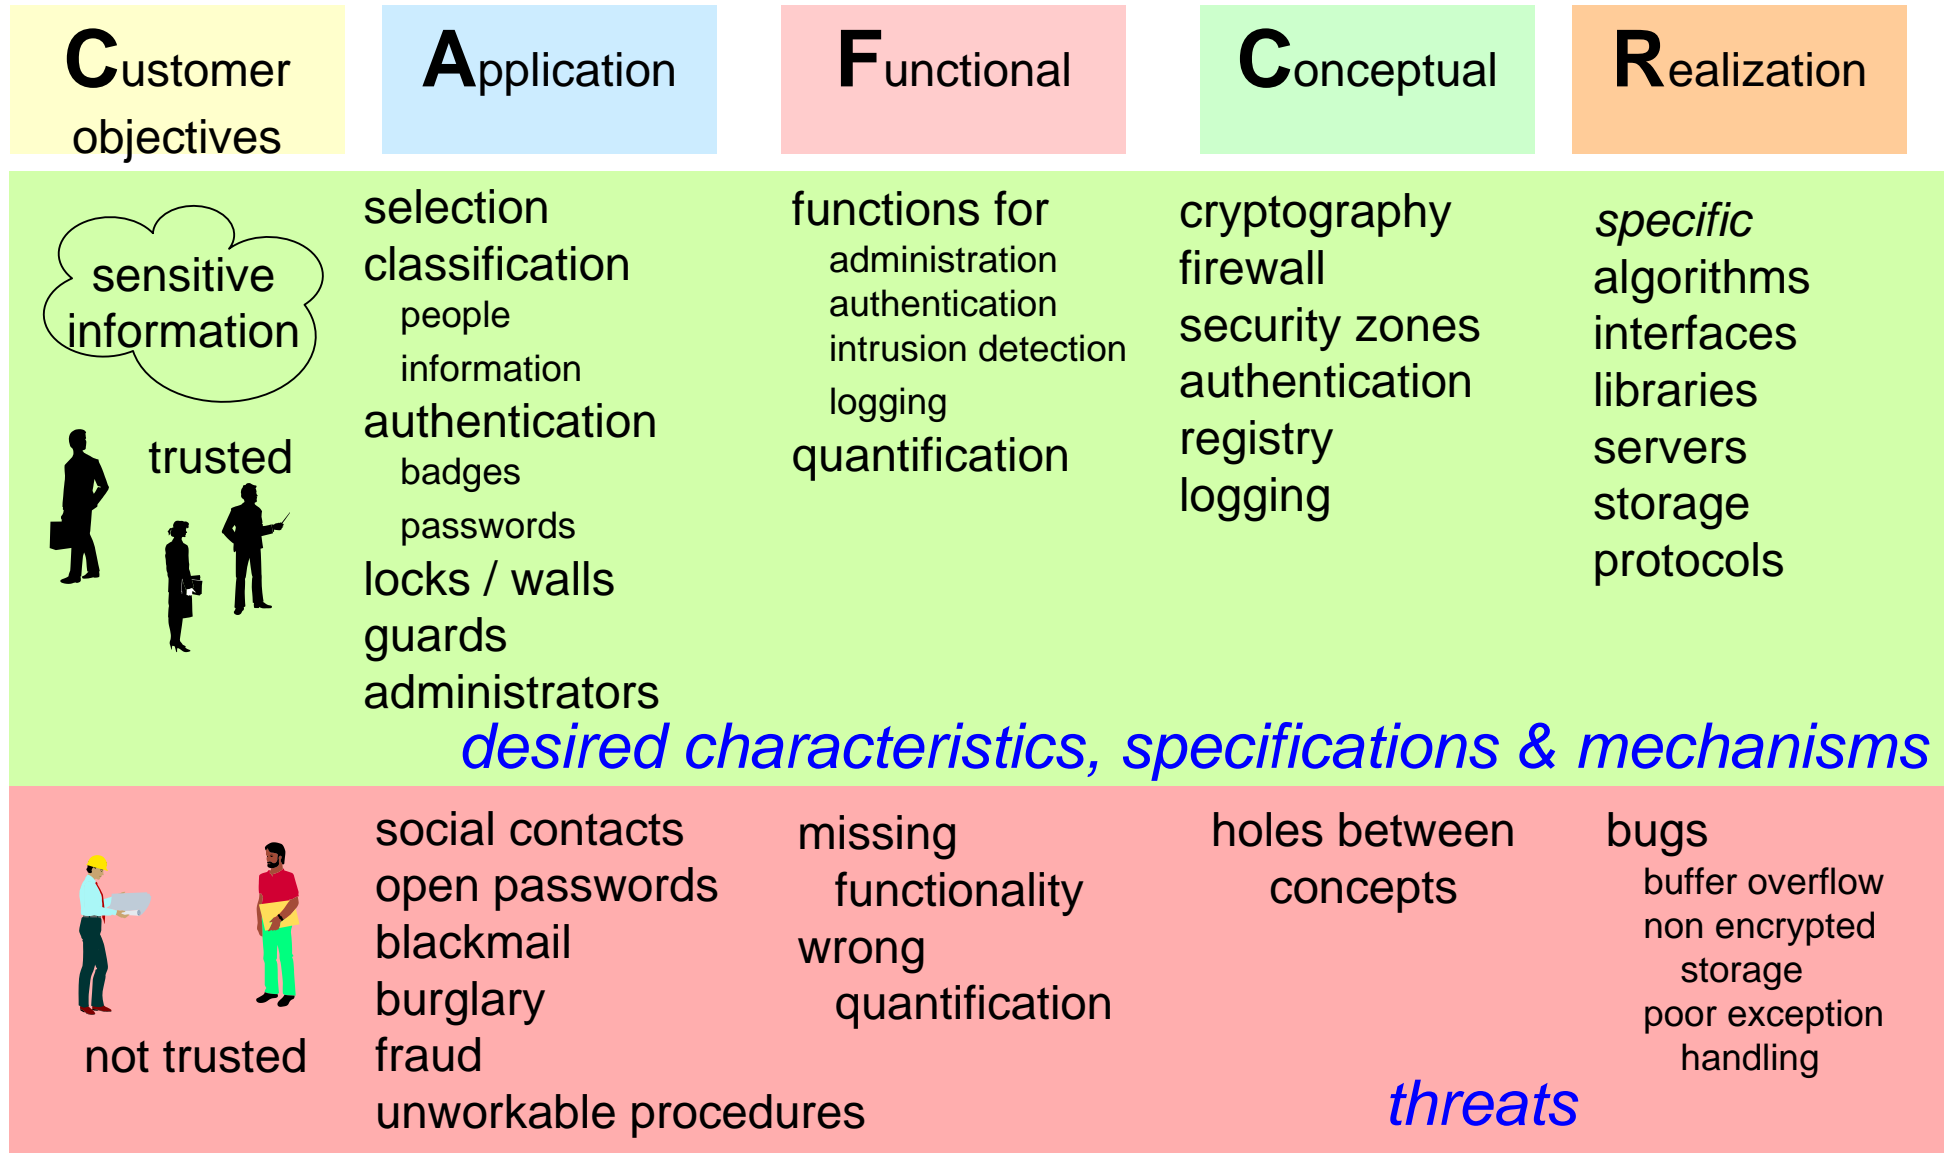 Customer
objectives
Application
Functional
Conceptual
Realization
sensitive
information
trusted
selection
classification
people
information
authentication
badges
passwords
locks / walls
guards
administrators
functions for
administration
authentication
intrusion detection
logging
quantification
cryptography
firewall
security zones
authentication
registry
logging
specific
algorithms
interfaces
libraries
servers
storage
protocols
desired characteristics, specifications & mechanisms
not trusted
social contacts
open passwords
blackmail
burglary
fraud
unworkable procedures
missing
functionality
wrong
quantification
holes between
concepts
bugs
buffer overflow
non encrypted
storage
poor exception
handling
threats